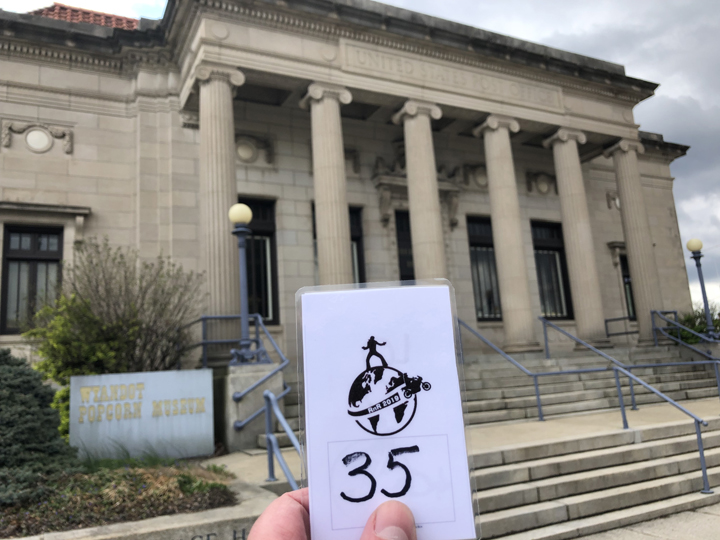 UNITED STATES POST OFFICE
WYANDOT
POPCORN MUSEUM
RnR 2018
35